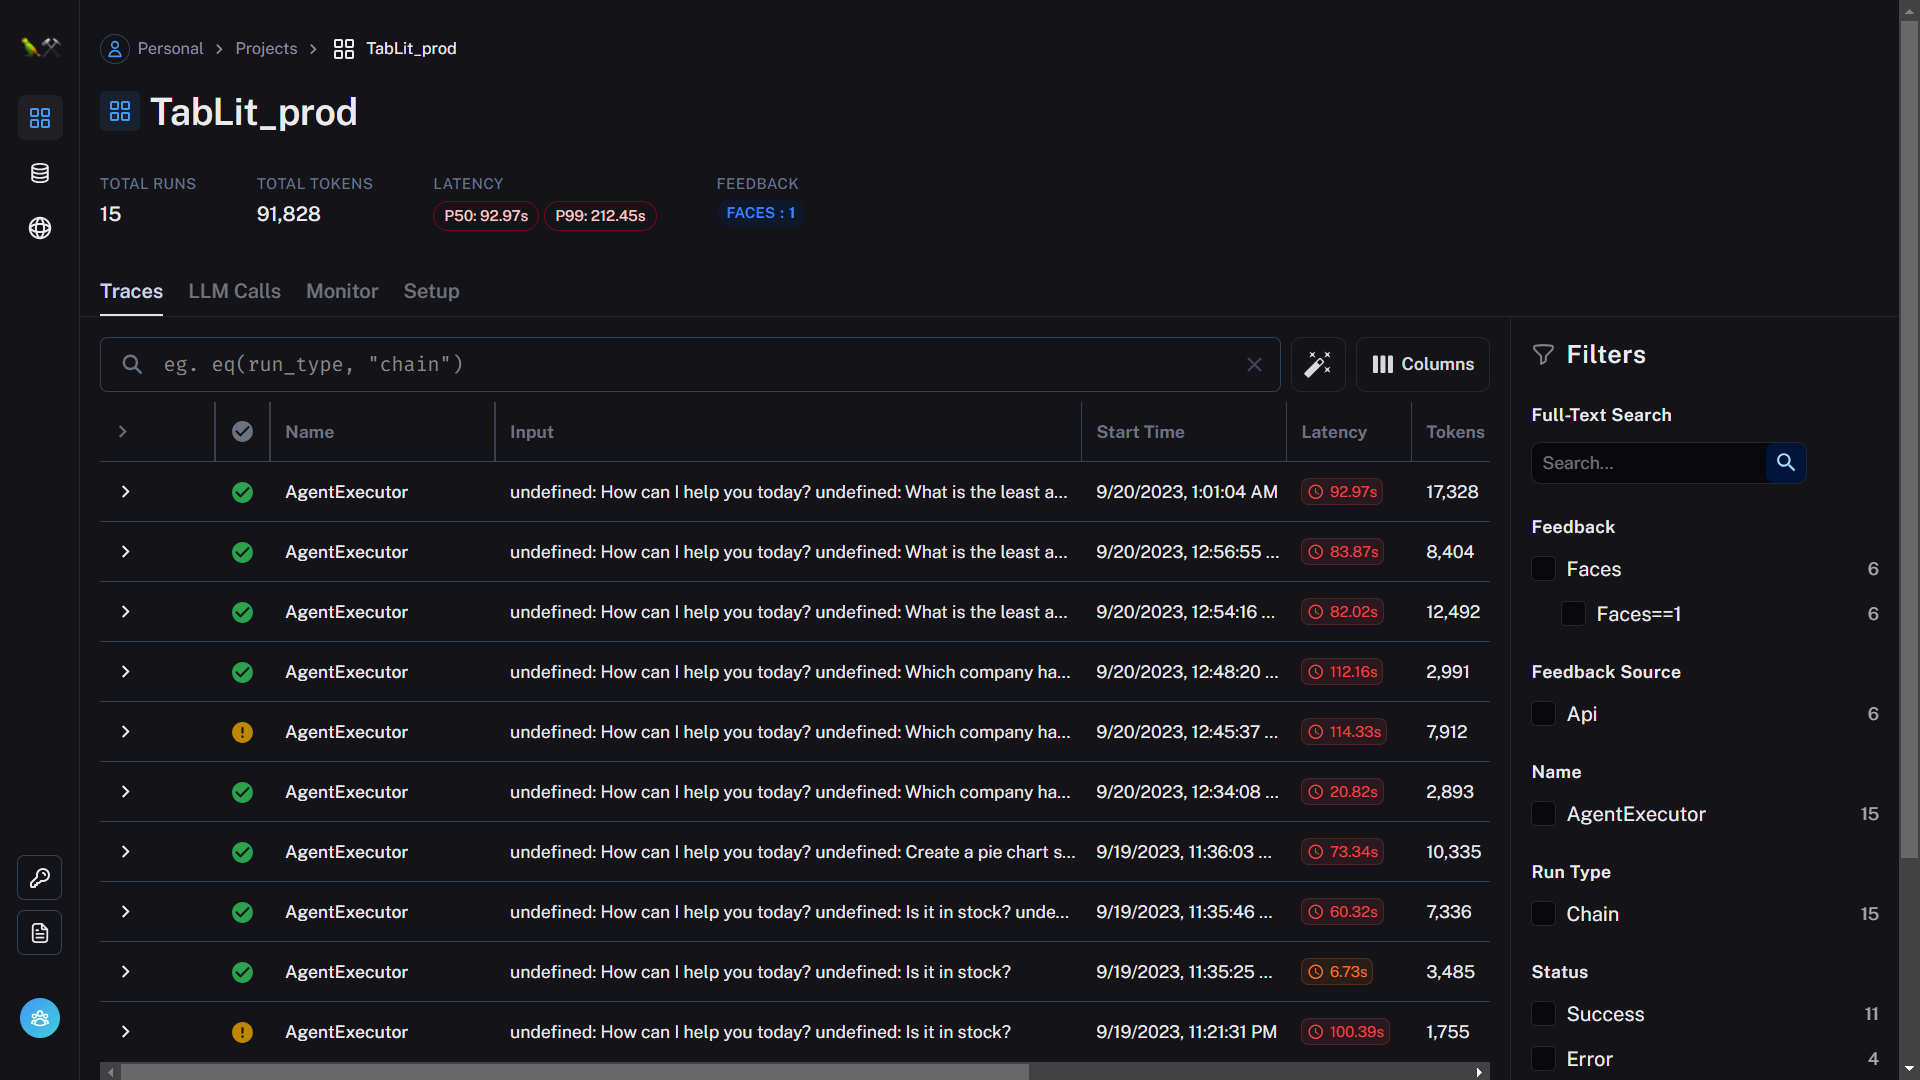 Personal > Projects > TabLit_prod
TabLit_prod
TOTAL RUNS TOTAL TOKENS LATENCY FEEDBACK
15 91,828 P50: 92.97s P99: 212.45s FACES : 1
Traces LLM Calls Monitor Setup
eg. eq(run_type, "chain") Columns
Name Input Start Time Latency Tokens
AgentExecutor undefined: How can I help you today? undefined: What is the least a... 9/20/2023, 1:01:04 AM 92.97s 17,328
AgentExecutor undefined: How can I help you today? undefined: What is the least a... 9/20/2023, 12:56:55 ... 83.87s 8,404
AgentExecutor undefined: How can I help you today? undefined: What is the least a... 9/20/2023, 12:54:16 ... 82.02s 12,492
AgentExecutor undefined: How can I help you today? undefined: Which company ha... 9/20/2023, 12:48:20 ... 112.16s 2,991
AgentExecutor undefined: How can I help you today? undefined: Which company ha... 9/20/2023, 12:45:37 ... 114.33s 7,912
AgentExecutor undefined: How can I help you today? undefined: Which company ha... 9/20/2023, 12:34:08 ... 20.82s 2,893
AgentExecutor undefined: How can I help you today? undefined: Create a pie chart s... 9/19/2023, 11:36:03 ... 73.34s 10,335
AgentExecutor undefined: How can I help you today? undefined: Is it in stock? unde... 9/19/2023, 11:35:46 ... 60.32s 7,336
AgentExecutor undefined: How can I help you today? undefined: Is it in stock? 9/19/2023, 11:35:25 ... 6.73s 3,485
AgentExecutor undefined: How can I help you today? undefined: Is it in stock? 9/19/2023, 11:21:31 PM 100.39s 1,755
Filters
Full-Text Search
Search...
Feedback
Faces 6
Faces==1 6
Feedback Source
Api 6
Name
AgentExecutor 15
Run Type
Chain 15
Status
Success 11
Error 4